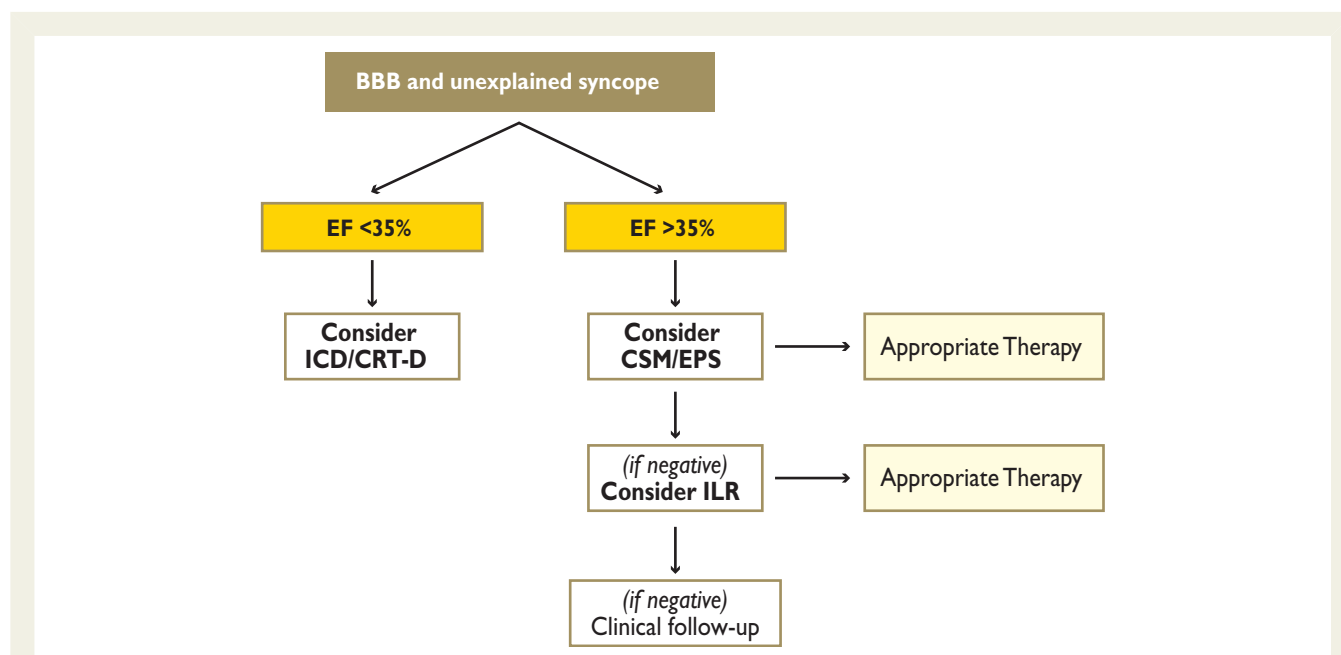 BBB and unexplained syncope
EF <35%
EF >35%
Consider
ICD/CRT-D
Consider
CSM/EPS
Appropriate Therapy
(if negative)
Consider ILR
Appropriate Therapy
(if negative)
Clinical follow-up